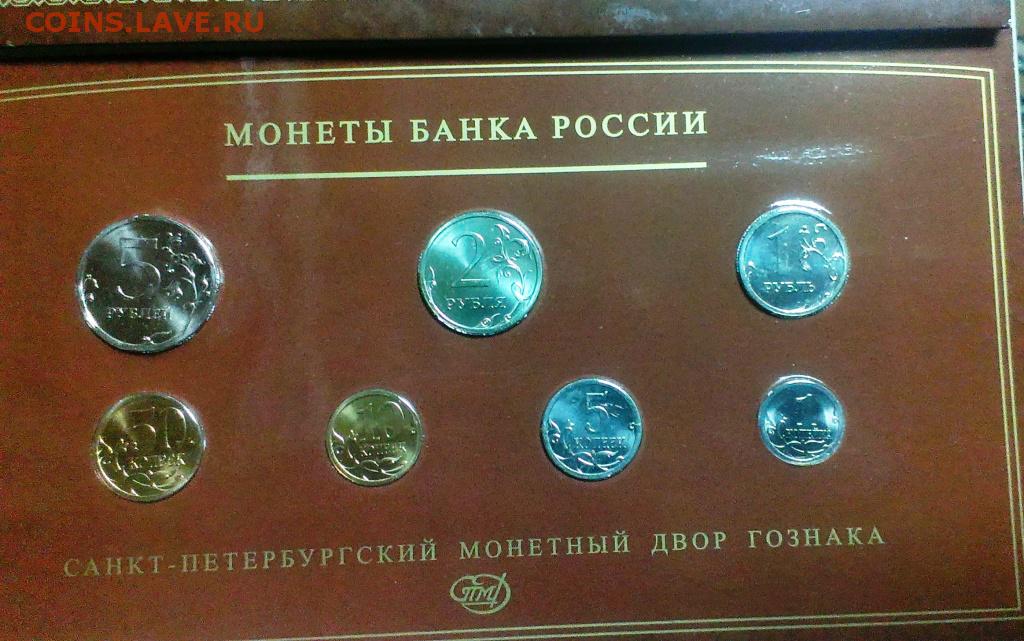 COINS.LAVE.RU
МОНЕТЫ БАНКА РОССИИ
5
РУБЛЕЙ
2
РУБЛЯ
1
РУБЛЬ
50
КОПЕЕК
10
КОПЕЕК
5
КОПЕЕК
1
КОПЕЙКА
САНКТ-ПЕТЕРБУРГСКИЙ МОНЕТНЫЙ ДВОР ГОЗНАКА
СПМД